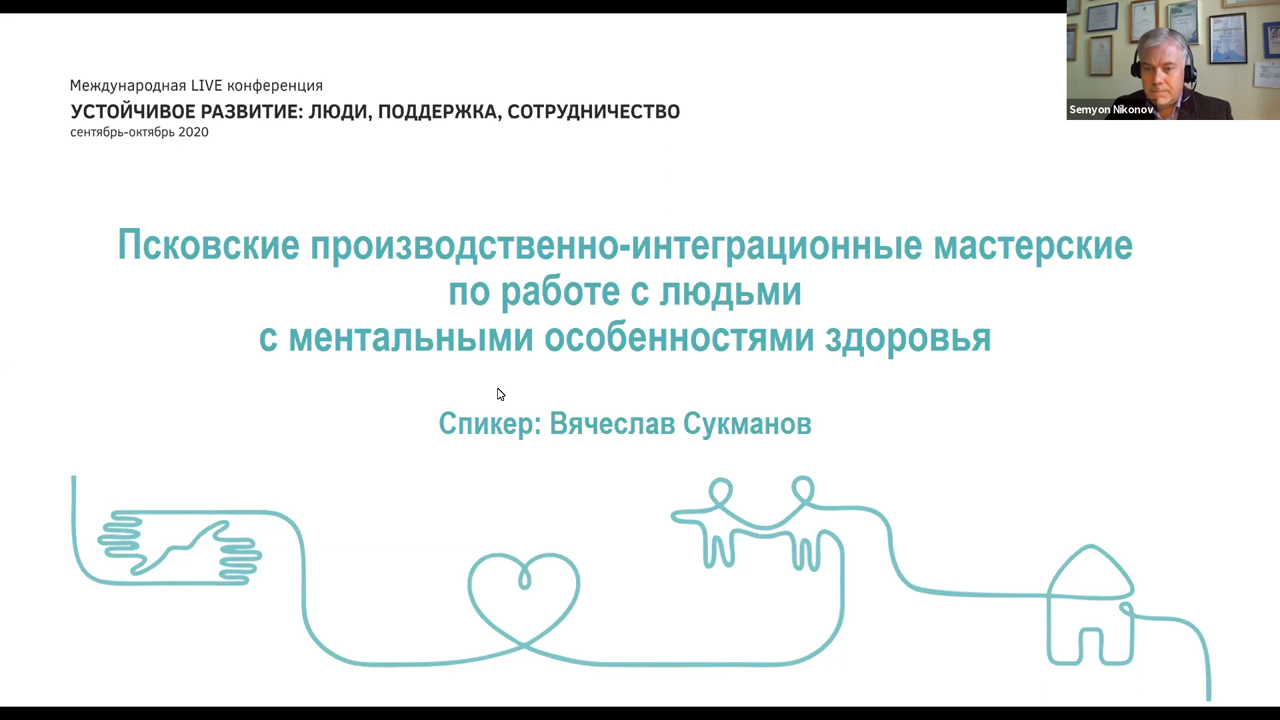 Международная LIVE конференция
УСТОЙЧИВОЕ РАЗВИТИЕ: ЛЮДИ, ПОДДЕРЖКА, СОТРУДНИЧЕСТВО
сентябрь-октябрь 2020
Semyon Nikonov
Псковские производственно-интеграционные мастерские
по работе с людьми
с ментальными особенностями здоровья
Спикер: Вячеслав Сукманов